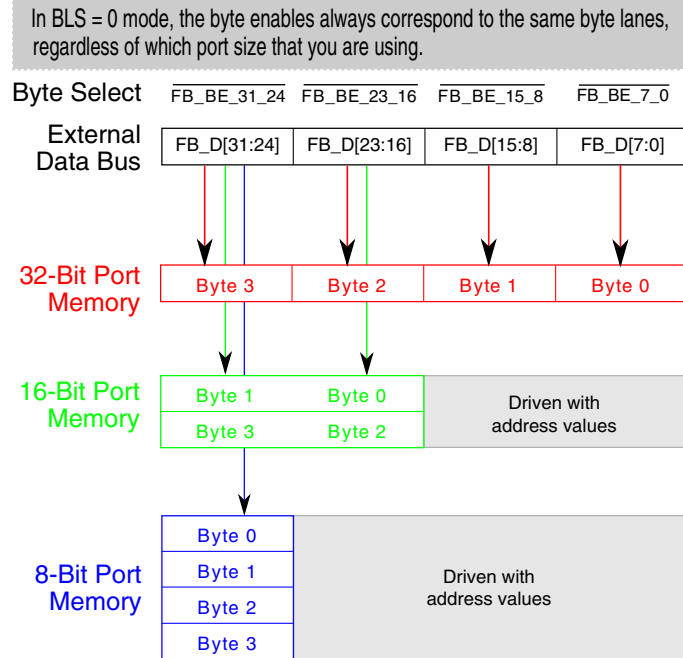 In BLS = 0 mode, the byte enables always correspond to the same byte lanes,
regardless of which port size that you are using.
Byte Select FB_BE_31_24 FB_BE_23_16 FB_BE_15_8 FB_BE_7_0
External
Data Bus
FB_D[31:24] FB_D[23:16] FB_D[15:8] FB_D[7:0]
32-Bit Port
Memory
Byte 3 Byte 2 Byte 1 Byte 0
16-Bit Port
Memory
Byte 1 Byte 0
Byte 3 Byte 2
Driven with
address values
8-Bit Port
Memory
Byte 0
Byte 1
Byte 2
Byte 3
Driven with
address values